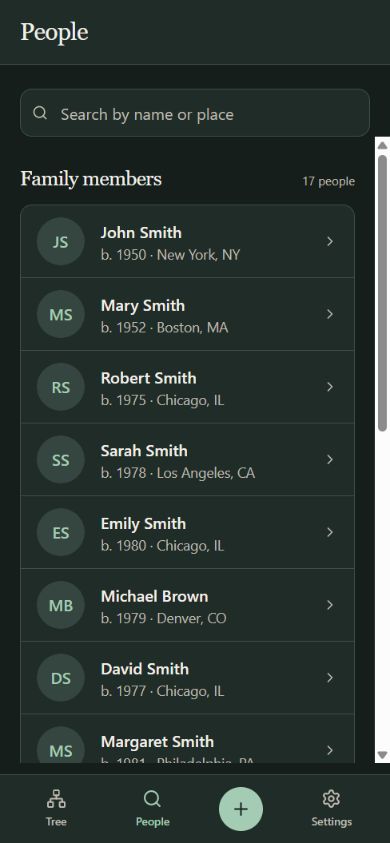 People
Search by name or place
Family members
17 people
JS
John Smith
b. 1950 · New York, NY
MS
Mary Smith
b. 1952 · Boston, MA
RS
Robert Smith
b. 1975 · Chicago, IL
SS
Sarah Smith
b. 1978 · Los Angeles, CA
ES
Emily Smith
b. 1980 · Chicago, IL
MB
Michael Brown
b. 1979 · Denver, CO
DS
David Smith
b. 1977 · Chicago, IL
MS
Margaret Smith
b. 1981 · Philadelphia, PA
Tree
People
Settings